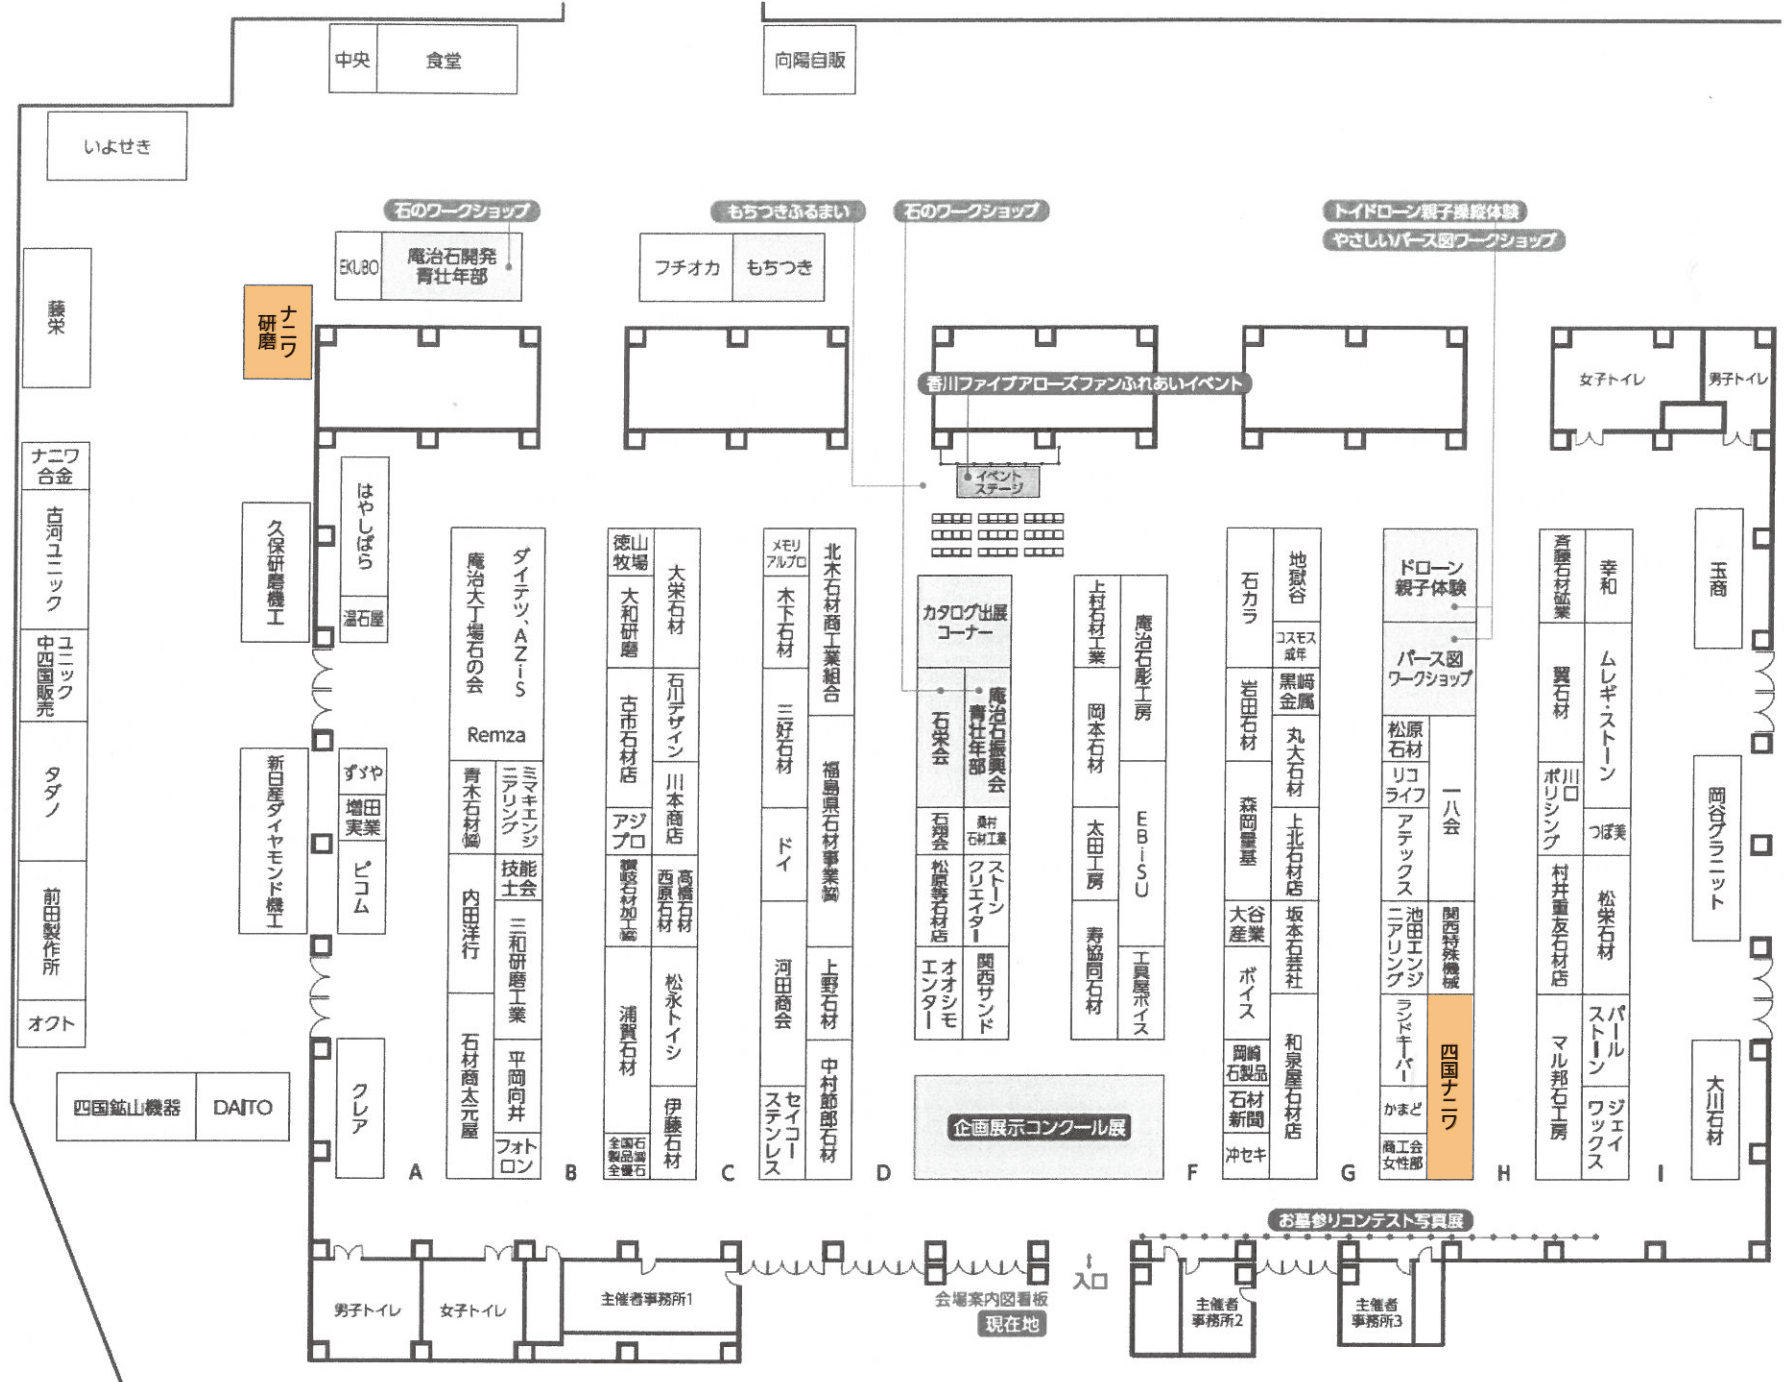 中央
食堂
向陽自販
いよせき
石のワークショップ
もちつきふるまい
石のワークショップ
トイドローン親子操縦体験
やさしいパース図ワークショップ
EKUBO
庵治石開発
青壮年部
フチオカ
もちつき
藤栄
ナニワ
研磨
香川ファイブアローズファンふれあいイベント
女子トイレ
男子トイレ
イベント
ステージ
ナニワ
合金
古河ユニック
ユニック
中四国販売
タダノ
前田製作所
オクト
四国鉱山機器
DAITO
久保研磨機工
新日産ダイヤモンド機工
はやしばら
温石屋
ずゞや
増田
実業
ピコム
クレア
A
ダイテツ、AZiS
庵治大丁場石の会
Remza
青木石材㈿
ミマキエンジ
ニアリング
技能
士会
内田洋行
三和研磨工業
石材商太元屋
平岡向井
フォト
ロン
B
徳山
牧場
大栄石材
大和研磨
石川デザイン
古市石材店
川本商店
アジ
プロ
讃岐石材加工㈿
高橋石材
西原石材
浦賀石材
松永トイシ
伊藤石材
全国石
製品㈿
全優石
C
メモリ
アルプロ
北木石材商工業組合
木下石材
三好石材
福島県石材事業㈿
ドイ
河田商会
上野石材
セイコー
ステンレス
中村節郎石材
D
カタログ出展
コーナー
石栄会
庵治石振興会
青壮年部
石翔会
桑村
石材工業
松原等石材店
ストーン
クリエイター
オオシモ
エンター
関西サンド
企画展示コンクール展
上村石材工業
庵治石彫工房
岡本石材
EBiSU
太田工房
寿協同石材
工具屋ボイス
F
石カラ
地獄谷
コスモス
成年
岩田石材
黒崎
金属
丸大石材
森岡量基
上北石材店
大谷
産業
坂本石芸社
ボイス
和泉屋石材店
岡崎
石製品
石材
新聞
沖セキ
G
ドローン
親子体験
パース図
ワークショップ
松原
石材
リコ
ライフ
一八会
アテックス
池田エンジ
ニアリング
関西特殊機械
ランドキーパー
四国ナニワ
かまど
商工会
女性部
H
斉藤石材砿業
幸和
翼石材
ムレギ・ストーン
川口
ポリシング
つぼ美
村井重友石材店
松栄石材
マル邦石工房
パール
ストーン
ジェイ
ワックス
I
玉商
岡谷グラニット
大川石材
お墓参りコンテスト写真展
男子トイレ
女子トイレ
主催者事務所1
会場案内図看板
現在地
入口
主催者
事務所2
主催者
事務所3